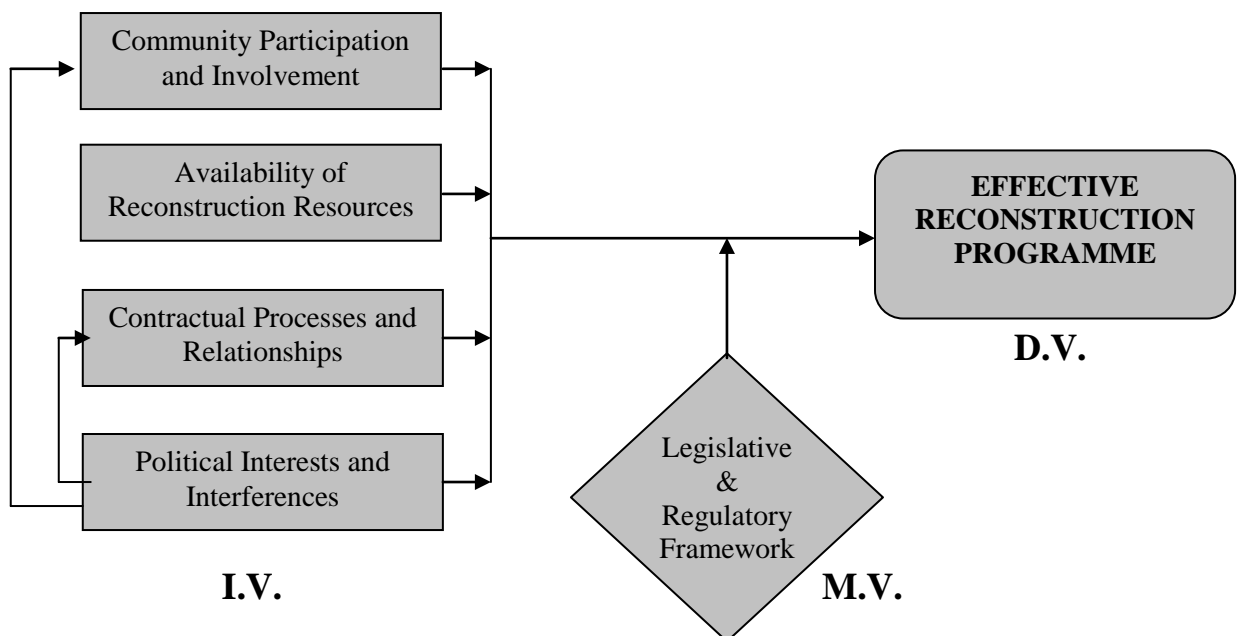 Community Participation
and Involvement
Availability of
Reconstruction Resources
Contractual Processes and
Relationships
Political Interests and
Interferences
I.V.
EFFECTIVE
RECONSTRUCTION
PROGRAMME
D.V.
Legislative
&
Regulatory
Framework
M.V.